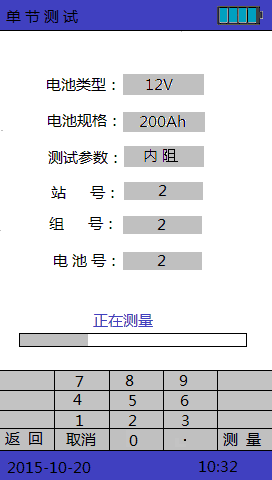 单节测试
电池类型： 12V
电池规格： 200Ah
测试参数： 内阻
站 号： 2
组 号： 2
电池号： 2
正在测量
7 8 9
4 5 6
1 2 3
返回 取消 0 . 测量
2015-10-20 10:32